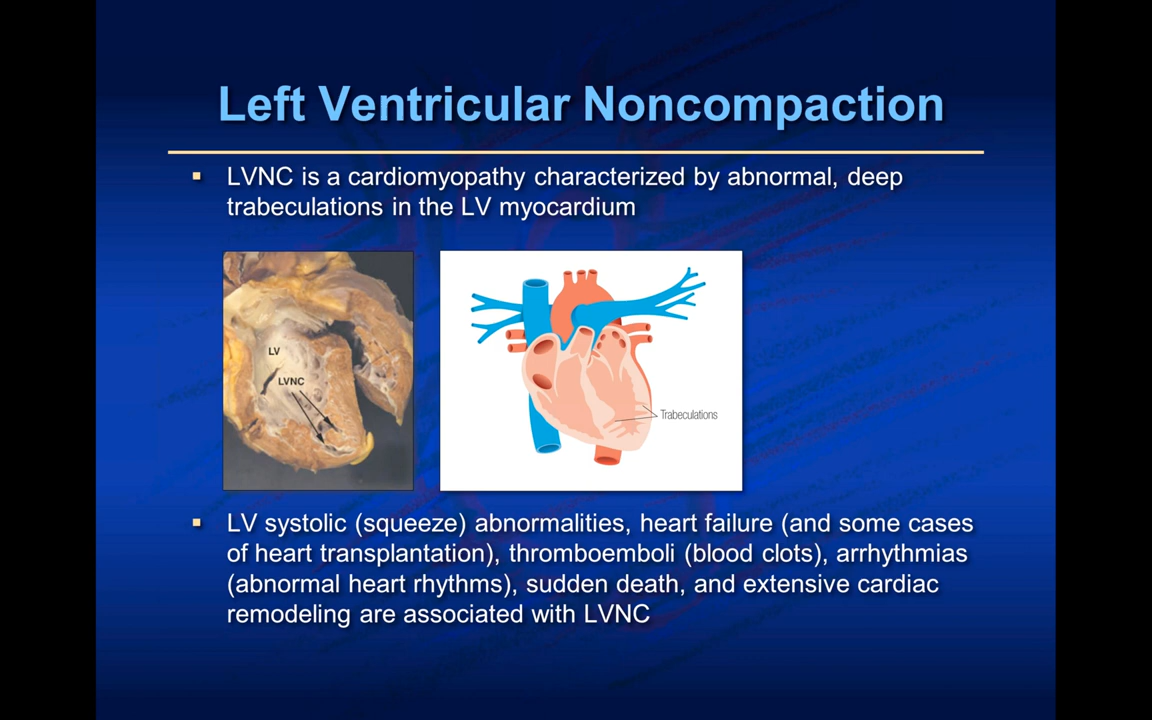 Left Ventricular Noncompaction
▪ LVNC is a cardiomyopathy characterized by abnormal, deep
trabeculations in the LV myocardium
LV
LVNC
Trabeculations
▪ LV systolic (squeeze) abnormalities, heart failure (and some cases
of heart transplantation), thromboemboli (blood clots), arrhythmias
(abnormal heart rhythms), sudden death, and extensive cardiac
remodeling are associated with LVNC